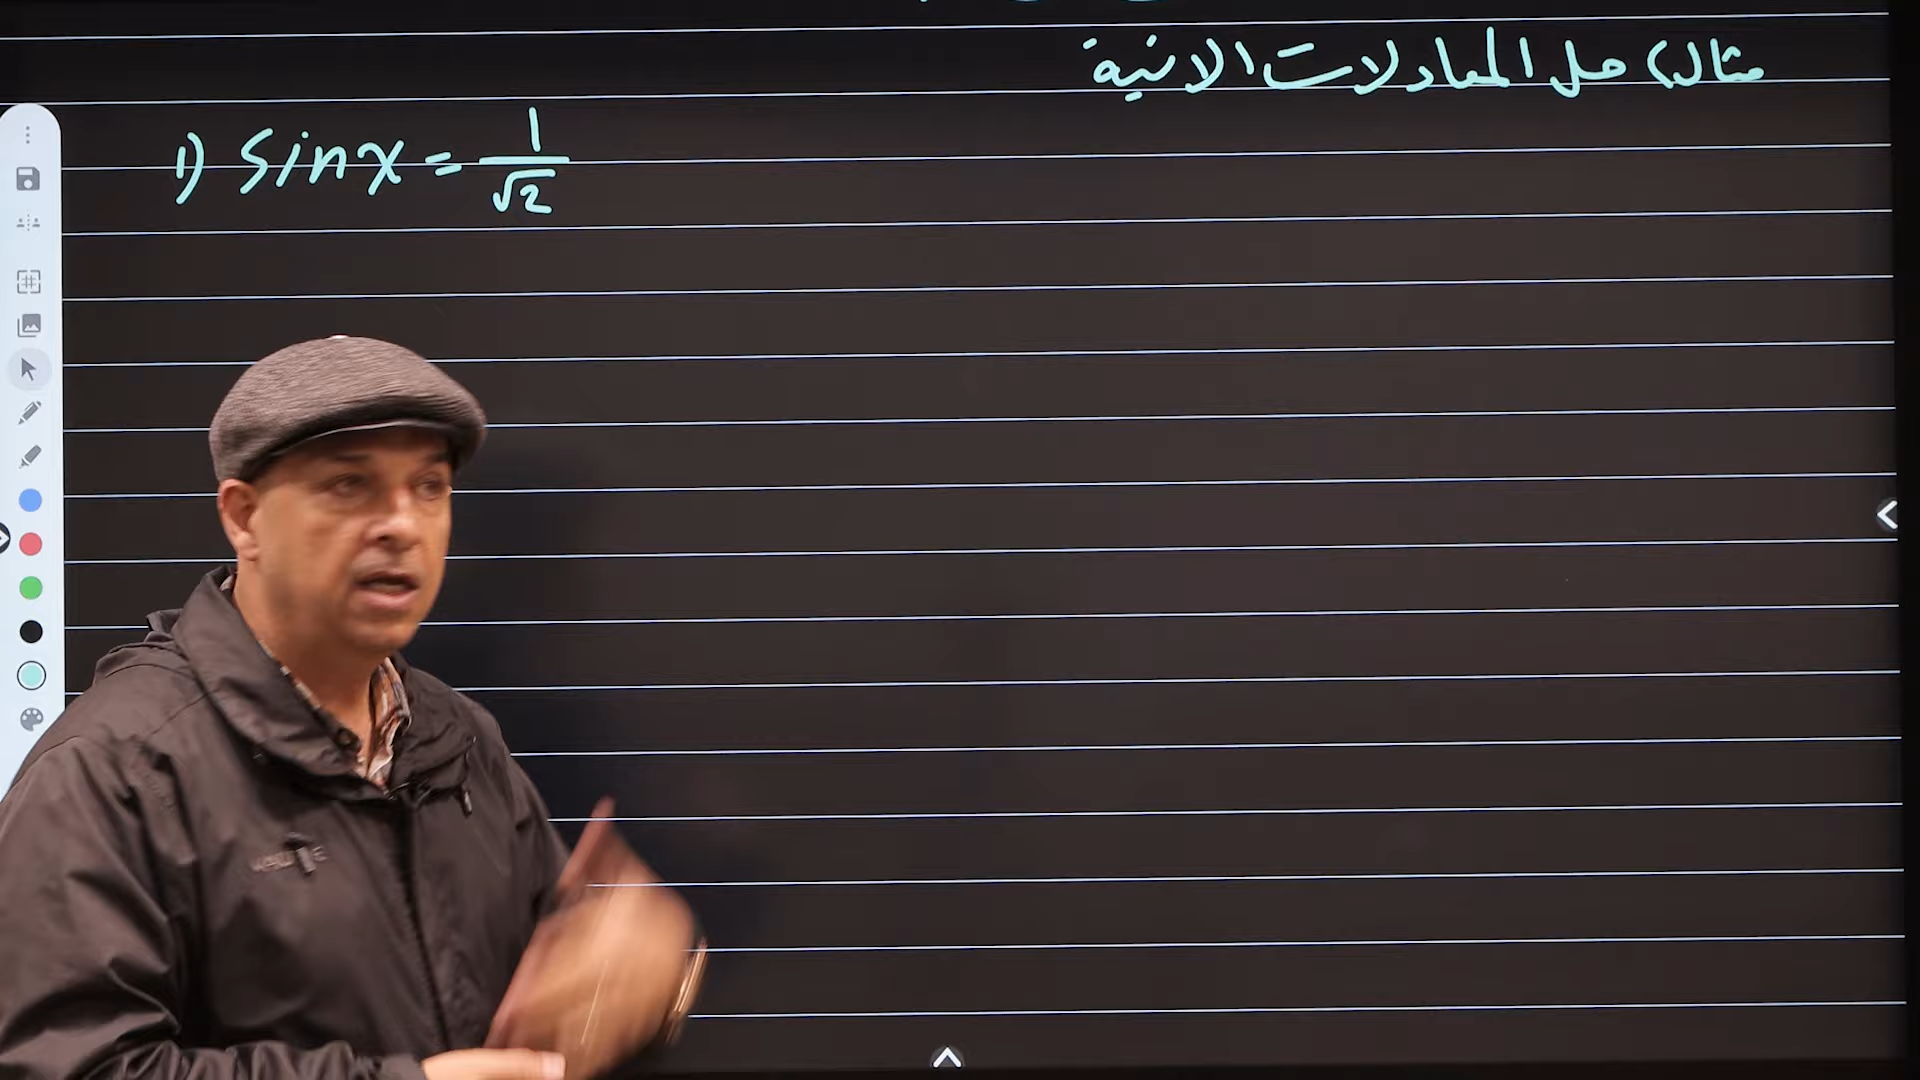 مثال) حل المعادلات الاتية
1) Sin x = 1/√2